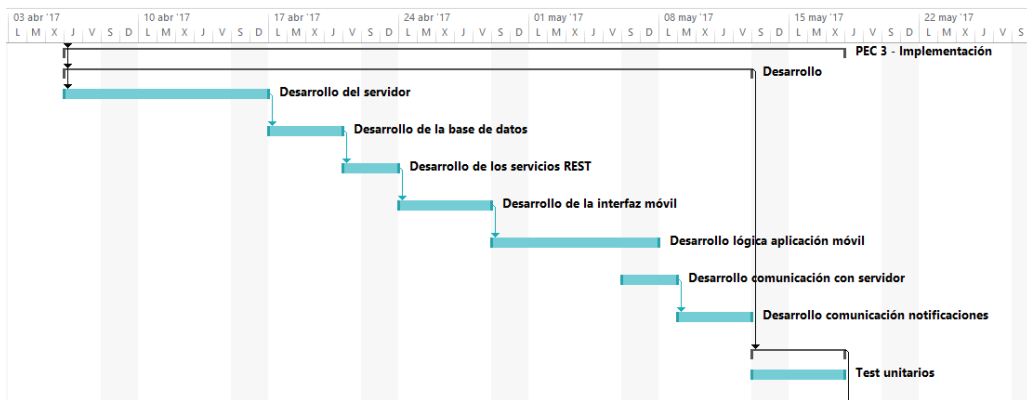 03 abr '17 10 abr '17 17 abr '17 24 abr '17 01 may '17 08 may '17 15 may '17 22 may '17
L M X J V S D L M X J V S D L M X J V S D L M X J V S D L M X J V S D L M X J V S D L M X J V S D L M X J V S
PEC 3 - Implementación
Desarrollo
Desarrollo del servidor
Desarrollo de la base de datos
Desarrollo de los servicios REST
Desarrollo de la interfaz móvil
Desarrollo lógica aplicación móvil
Desarrollo comunicación con servidor
Desarrollo comunicación notificaciones
Test unitarios